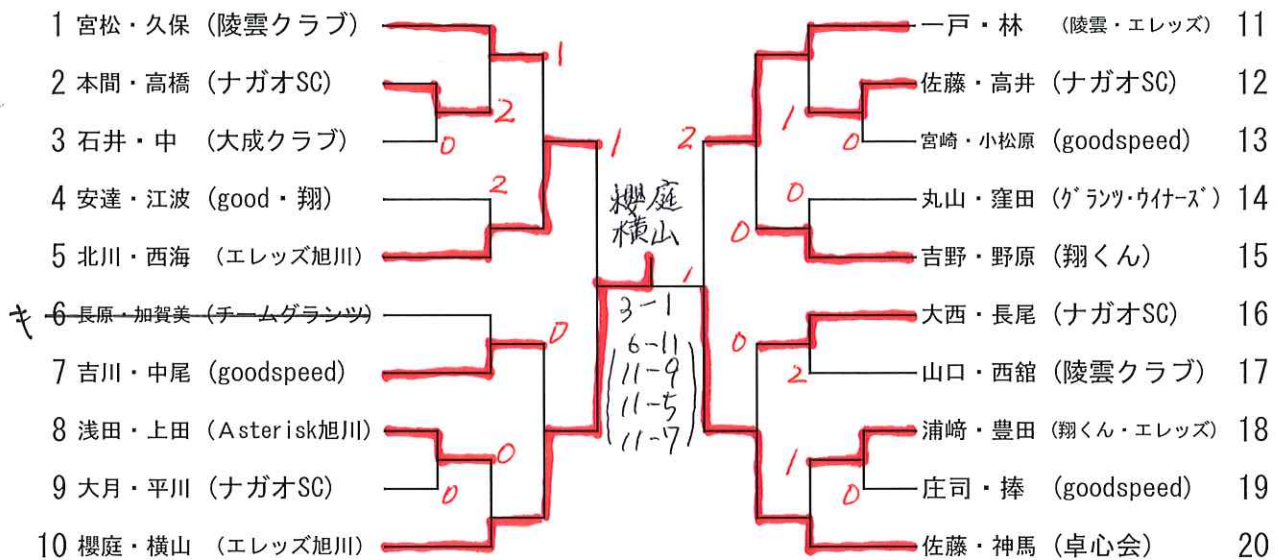 1 宮松・久保 (陵雲クラブ)
2 本間・高橋 (ナガオSC)
3 石井・中 (大成クラブ)
4 安達・江波 (good・翔)
5 北川・西海 (エレッズ旭川)
キ 6 長原・加賀美 (チームグランツ)
7 吉川・中尾 (goodspeed)
8 浅田・上田 (Asterisk旭川)
9 大月・平川 (ナガオSC)
10 櫻庭・横山 (エレッズ旭川)
1
2
0
2
1
0
0
0
櫻庭
横山
3-1
6-11
11-9
11-5
11-7
1
2
1
0
0
0
0
2
1
0
一戸・林 (陵雲・エレッズ) 11
佐藤・高井 (ナガオSC) 12
宮崎・小松原 (goodspeed) 13
丸山・窪田 (グランツ・ウイナーズ) 14
吉野・野原 (翔くん) 15
大西・長尾 (ナガオSC) 16
山口・西舘 (陵雲クラブ) 17
浦﨑・豊田 (翔くん・エレッズ) 18
庄司・捧 (goodspeed) 19
佐藤・神馬 (卓心会) 20